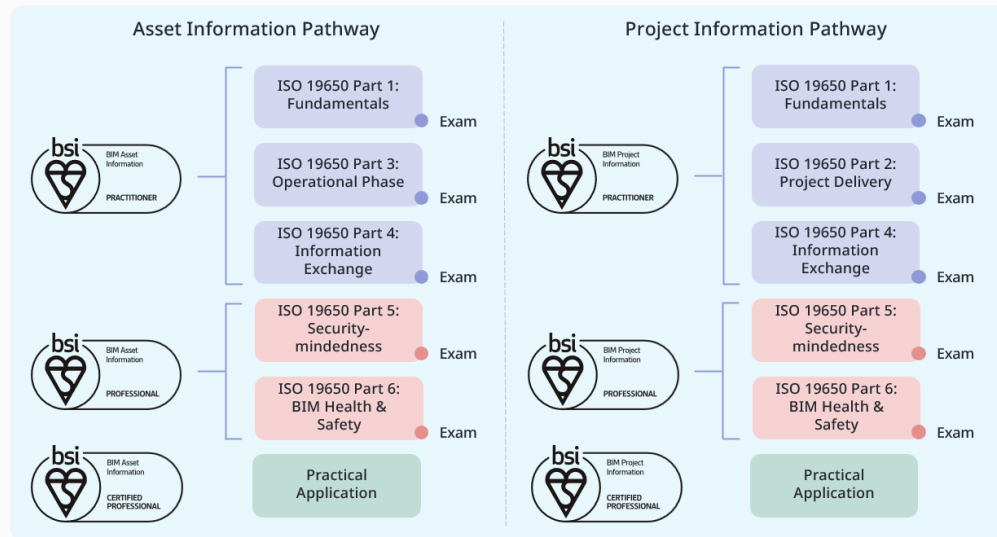 Asset Information Pathway
ISO 19650 Part 1:
Fundamentals
Exam
bsi
BIM Asset
Information
PRACTITIONER
ISO 19650 Part 3:
Operational Phase
Exam
ISO 19650 Part 4:
Information
Exchange
Exam
bsi
BIM Asset
Information
PROFESSIONAL
ISO 19650 Part 5:
Security-
mindedness
Exam
ISO 19650 Part 6:
BIM Health &
Safety
Exam
bsi
BIM Asset
Information
CERTIFIED
PROFESSIONAL
Practical
Application
Project Information Pathway
ISO 19650 Part 1:
Fundamentals
Exam
bsi
BIM Project
Information
PRACTITIONER
ISO 19650 Part 2:
Project Delivery
Exam
ISO 19650 Part 4:
Information
Exchange
Exam
bsi
BIM Project
Information
PROFESSIONAL
ISO 19650 Part 5:
Security-
mindedness
Exam
ISO 19650 Part 6:
BIM Health &
Safety
Exam
bsi
BIM Project
Information
CERTIFIED
PROFESSIONAL
Practical
Application